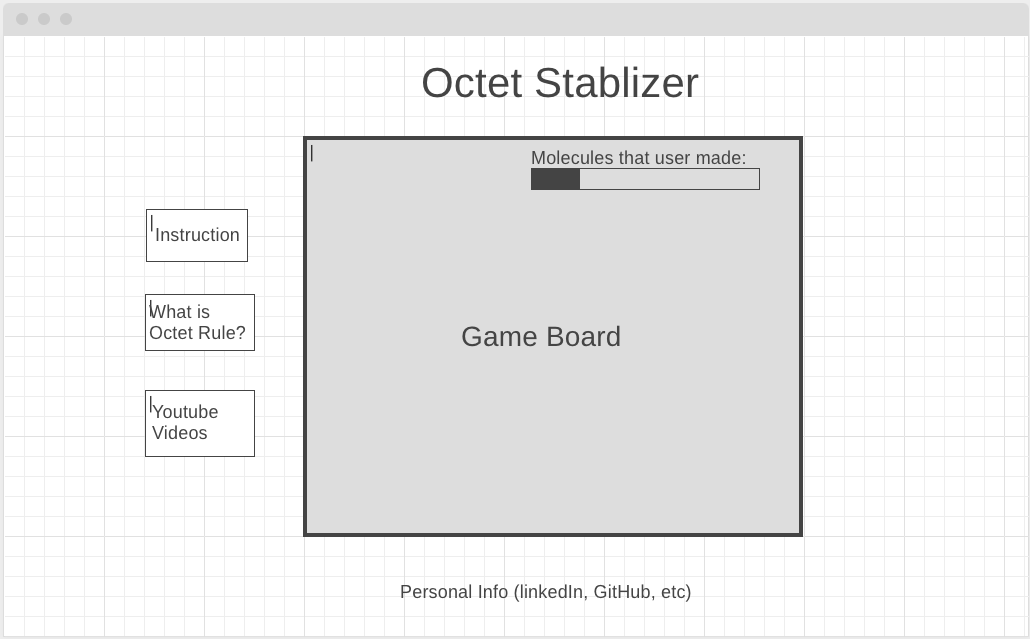 Octet Stablizer
Molecules that user made:
Instruction
What is
Octet Rule?
Game Board
Youtube
Videos
Personal Info (linkedIn, GitHub, etc)